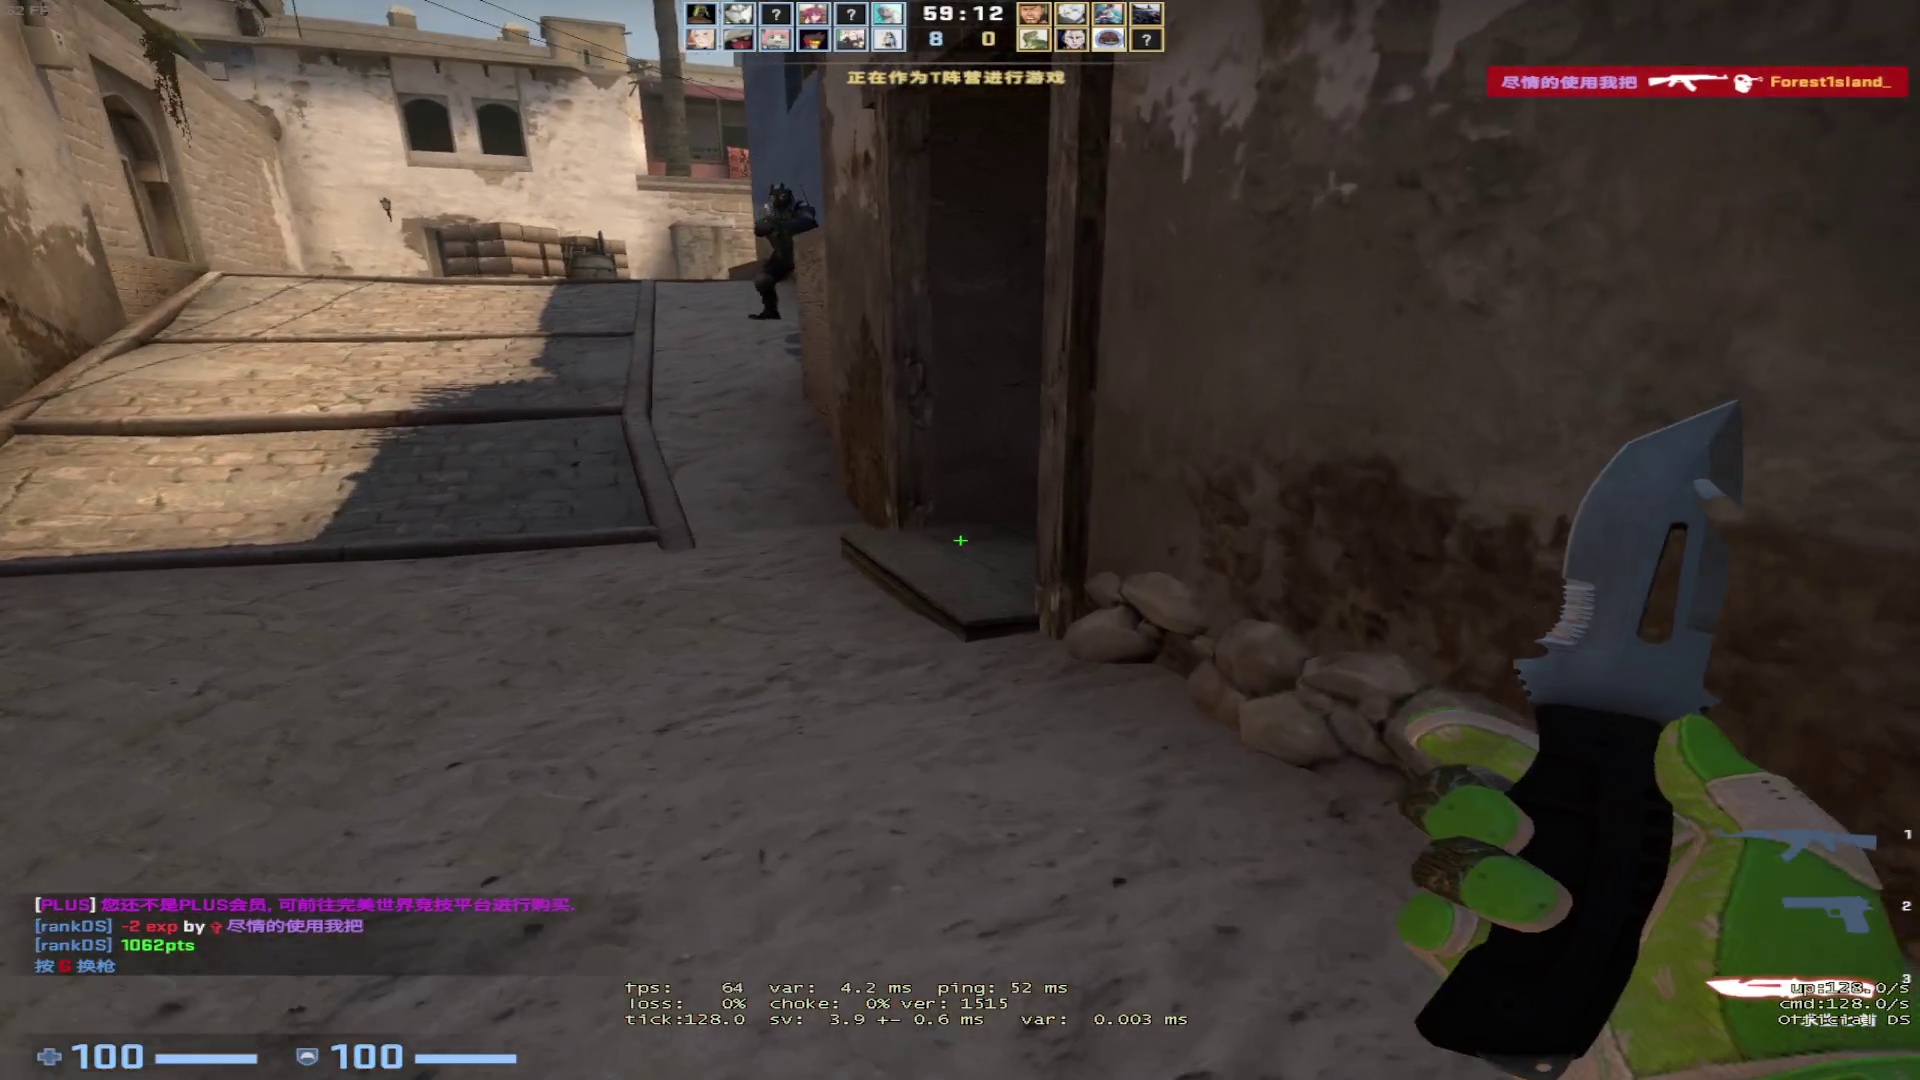 59:12
8 0
正在作为T阵营进行游戏
尽情的使用我把 Forest1sland_
[PLUS] 您还不是PLUS会员, 可前往完美世界竞技平台进行购买.
[rankDS] -2 exp by 尽情的使用我把
[rankDS] 1062pts
按 G 换枪
fps: 64 var: 4.2 ms ping: 52 ms
loss: 0% choke: 0% ver: 1515
tick:128.0 sv: 3.9 +- 0.6 ms var: 0.003 ms
1
2
3
up:128.0/s
cmd:128.0/s
DS
100 100